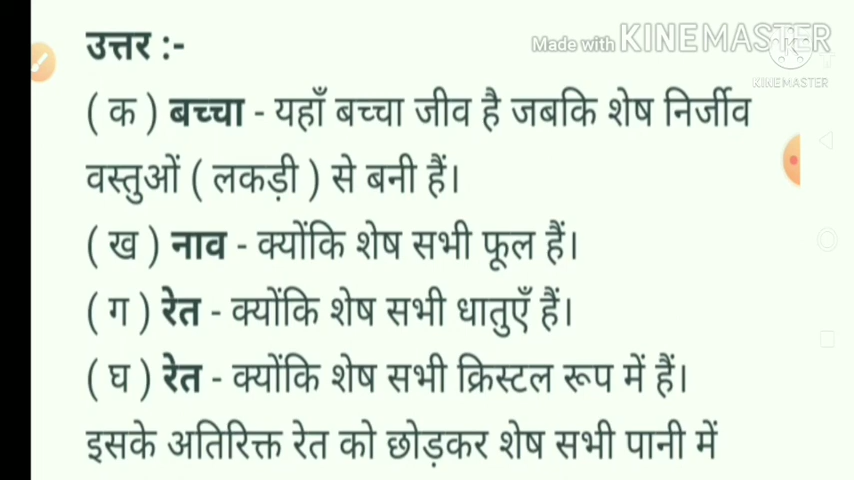 उत्तर :-
Made with KINEMASTER
KINEMASTER
( क ) बच्चा - यहाँ बच्चा जीव है जबकि शेष निर्जीव
वस्तुओं ( लकड़ी ) से बनी हैं।
( ख ) नाव - क्योंकि शेष सभी फूल हैं।
( ग ) रेत - क्योंकि शेष सभी धातुएँ हैं।
( घ ) रेत - क्योंकि शेष सभी क्रिस्टल रूप में हैं।
इसके अतिरिक्त रेत को छोड़कर शेष सभी पानी में